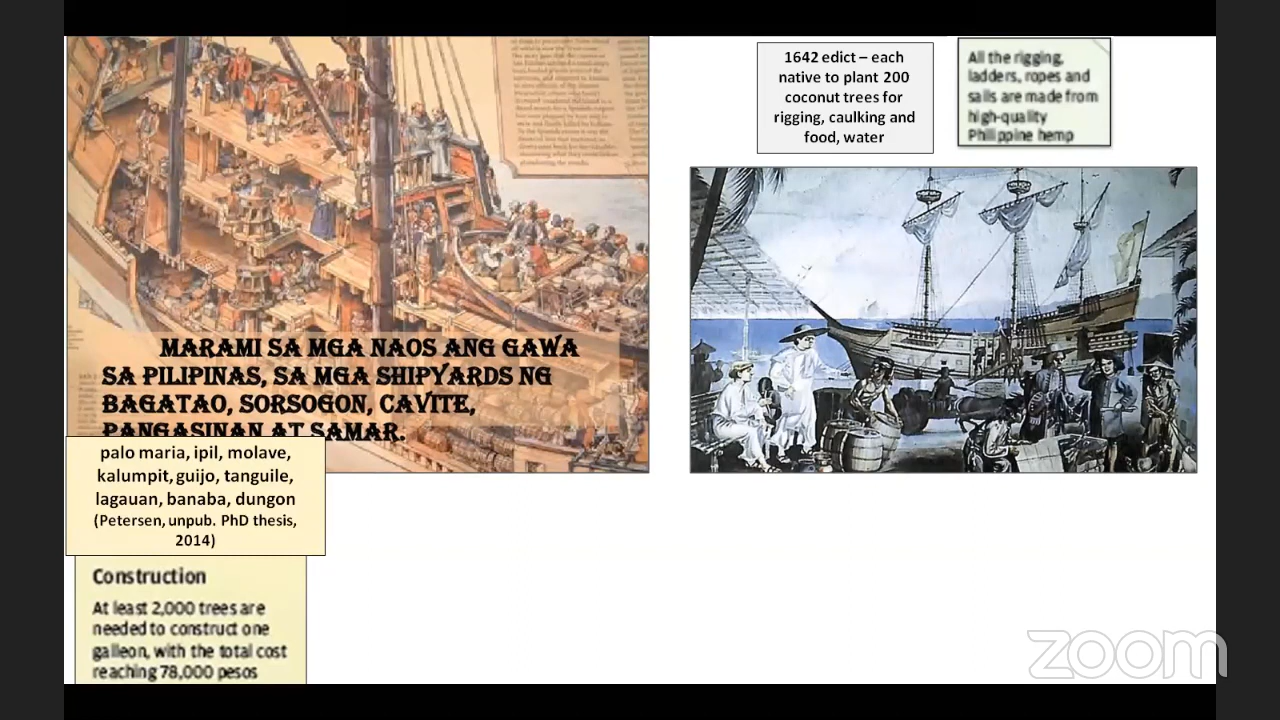 1642 edict – each
native to plant 200
coconut trees for
rigging, caulking and
food, water
All the rigging,
ladders, ropes and
sails are made from
high-quality
Philippine hemp
MARAMI SA MGA NAOS ANG GAWA
SA PILIPINAS, SA MGA SHIPYARDS NG
BAGATAO, SORSOGON, CAVITE,
PANGASINAN AT SAMAR.
palo maria, ipil, molave,
kalumpit, guijo, tanguile,
lagauan, banaba, dungon
(Petersen, unpub. PhD thesis,
2014)
Construction
At least 2,000 trees are
needed to construct one
galleon, with the total cost
reaching 78,000 pesos
zoom